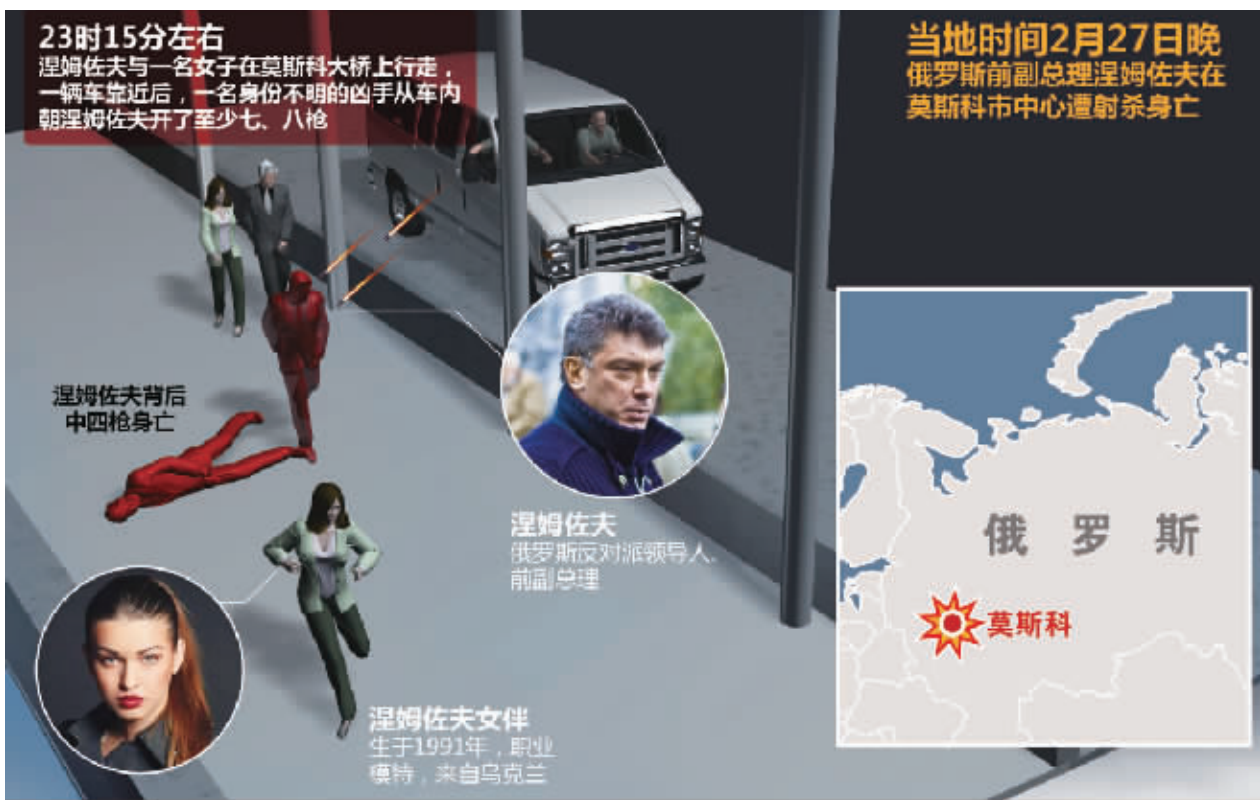 23时15分左右
涅姆佐夫与一名女子在莫斯科大桥上行走，
一辆车靠近后，一名身份不明的凶手从车内
朝涅姆佐夫开了至少七、八枪
当地时间2月27日晚
俄罗斯前副总理涅姆佐夫在
莫斯科市中心遭射杀身亡
涅姆佐夫背后
中四枪身亡
涅姆佐夫
俄罗斯反对派领导人、
前副总理
涅姆佐夫女伴
生于1991年，职业
模特，来自乌克兰
俄罗斯
莫斯科